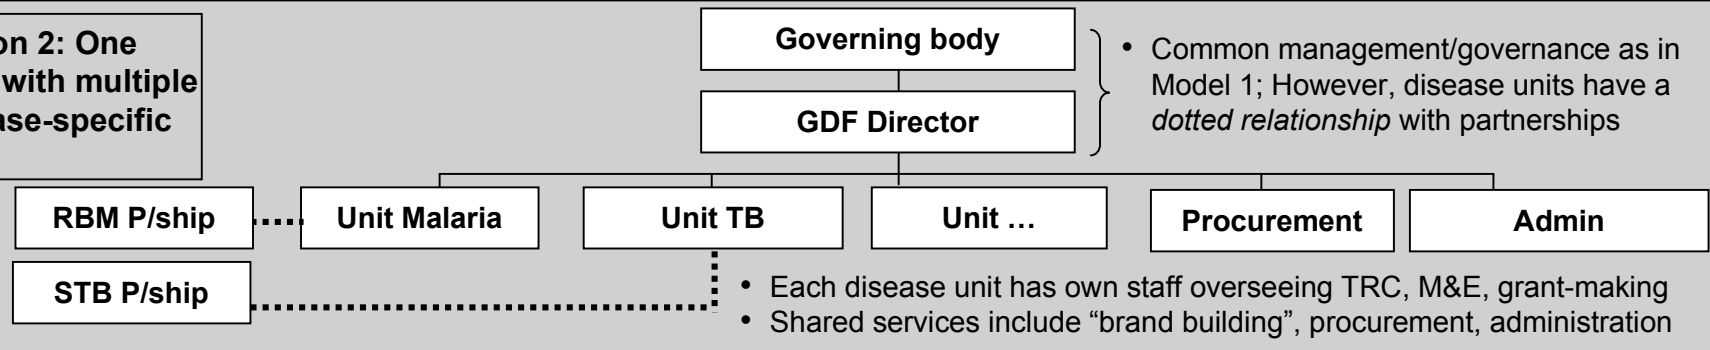 on 2: One
with multiple
ase-specific
Governing body
GDF Director
• Common management/governance as in
Model 1; However, disease units have a
dotted relationship with partnerships
RBM P/ship
Unit Malaria
Unit TB
Unit …
Procurement
Admin
STB P/ship
• Each disease unit has own staff overseeing TRC, M&E, grant-making
• Shared services include “brand building”, procurement, administration